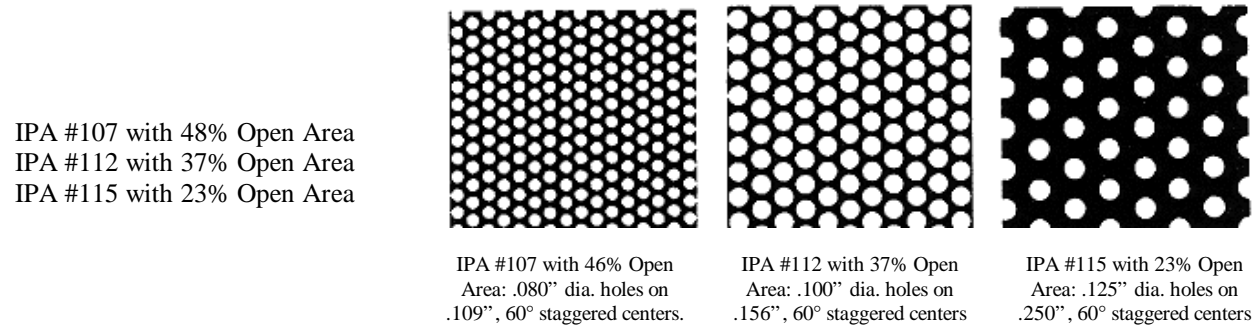 IPA #107 with 48% Open Area
IPA #112 with 37% Open Area
IPA #115 with 23% Open Area
IPA #107 with 46% Open
Area: .080” dia. holes on
.109”, 60° staggered centers.
IPA #112 with 37% Open
Area: .100” dia. holes on
.156”, 60° staggered centers
IPA #115 with 23% Open
Area: .125” dia. holes on
.250”, 60° staggered centers